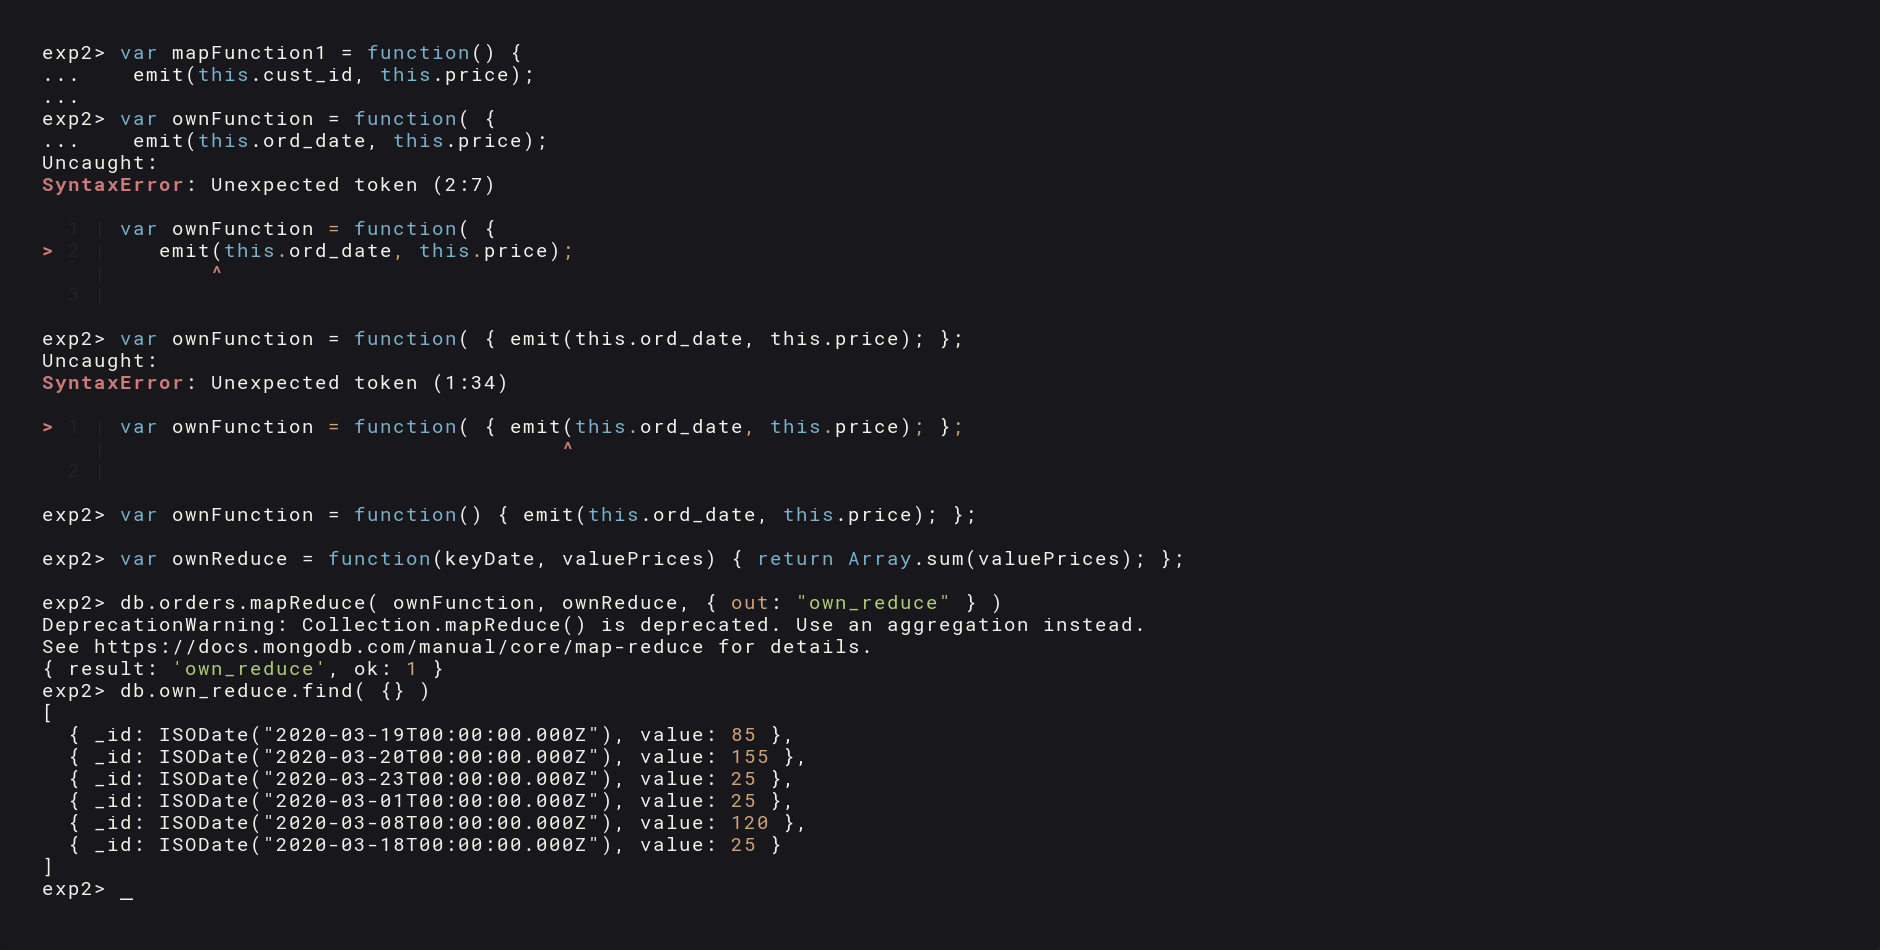 exp2> var mapFunction1 = function() {
...    emit(this.cust_id, this.price);
...
exp2> var ownFunction = function( {
...    emit(this.ord_date, this.price);
Uncaught:
SyntaxError: Unexpected token (2:7)
  1 | var ownFunction = function( {
> 2 |    emit(this.ord_date, this.price);
    |        ^
  3 |
exp2> var ownFunction = function( { emit(this.ord_date, this.price); };
Uncaught:
SyntaxError: Unexpected token (1:34)
> 1 | var ownFunction = function( { emit(this.ord_date, this.price); };
    |                                   ^
  2 |
exp2> var ownFunction = function() { emit(this.ord_date, this.price); };
exp2> var ownReduce = function(keyDate, valuePrices) { return Array.sum(valuePrices); };
exp2> db.orders.mapReduce( ownFunction, ownReduce, { out: "own_reduce" } )
DeprecationWarning: Collection.mapReduce() is deprecated. Use an aggregation instead.
See https://docs.mongodb.com/manual/core/map-reduce for details.
{ result: 'own_reduce', ok: 1 }
exp2> db.own_reduce.find( {} )
[
  { _id: ISODate("2020-03-19T00:00:00.000Z"), value: 85 },
  { _id: ISODate("2020-03-20T00:00:00.000Z"), value: 155 },
  { _id: ISODate("2020-03-23T00:00:00.000Z"), value: 25 },
  { _id: ISODate("2020-03-01T00:00:00.000Z"), value: 25 },
  { _id: ISODate("2020-03-08T00:00:00.000Z"), value: 120 },
  { _id: ISODate("2020-03-18T00:00:00.000Z"), value: 25 }
]
exp2> _